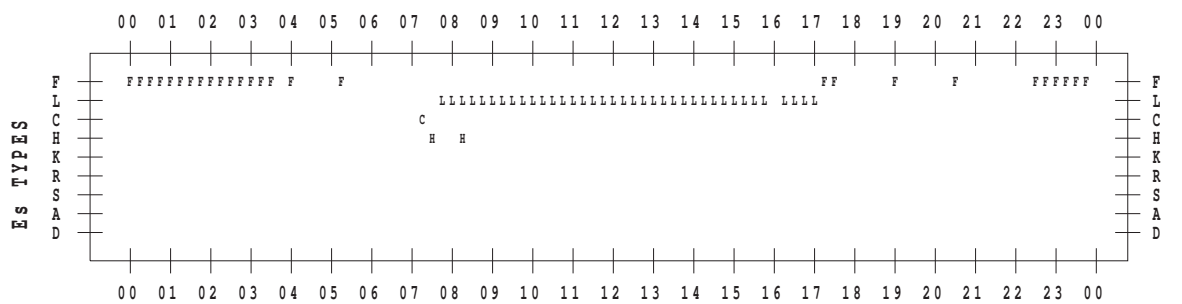 00 01 02 03 04 05 06 07 08 09 10 11 12 13 14 15 16 17 18 19 20 21 22 23 00
F FFFFFFFFFFFFFFF F F FF F F FFFFFF F
L LLLLLLLLLLLLLLLLLLLLLLLLLLLLLLLLL LLLL L
C C C
H H H H
K K
R R
S S
A A
D D
Es TYPES
00 01 02 03 04 05 06 07 08 09 10 11 12 13 14 15 16 17 18 19 20 21 22 23 00